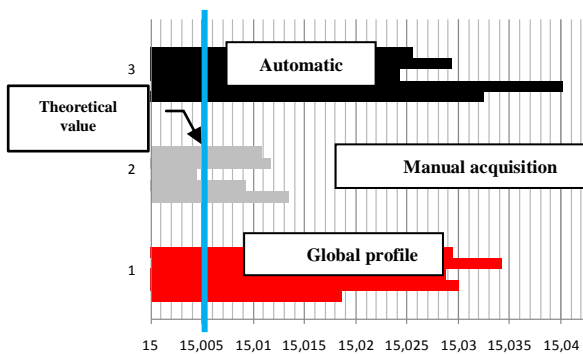 3
Automatic
Theoretical
value
2
Manual acquisition
1
Global profile
15 15,005 15,01 15,015 15,02 15,025 15,03 15,035 15,04